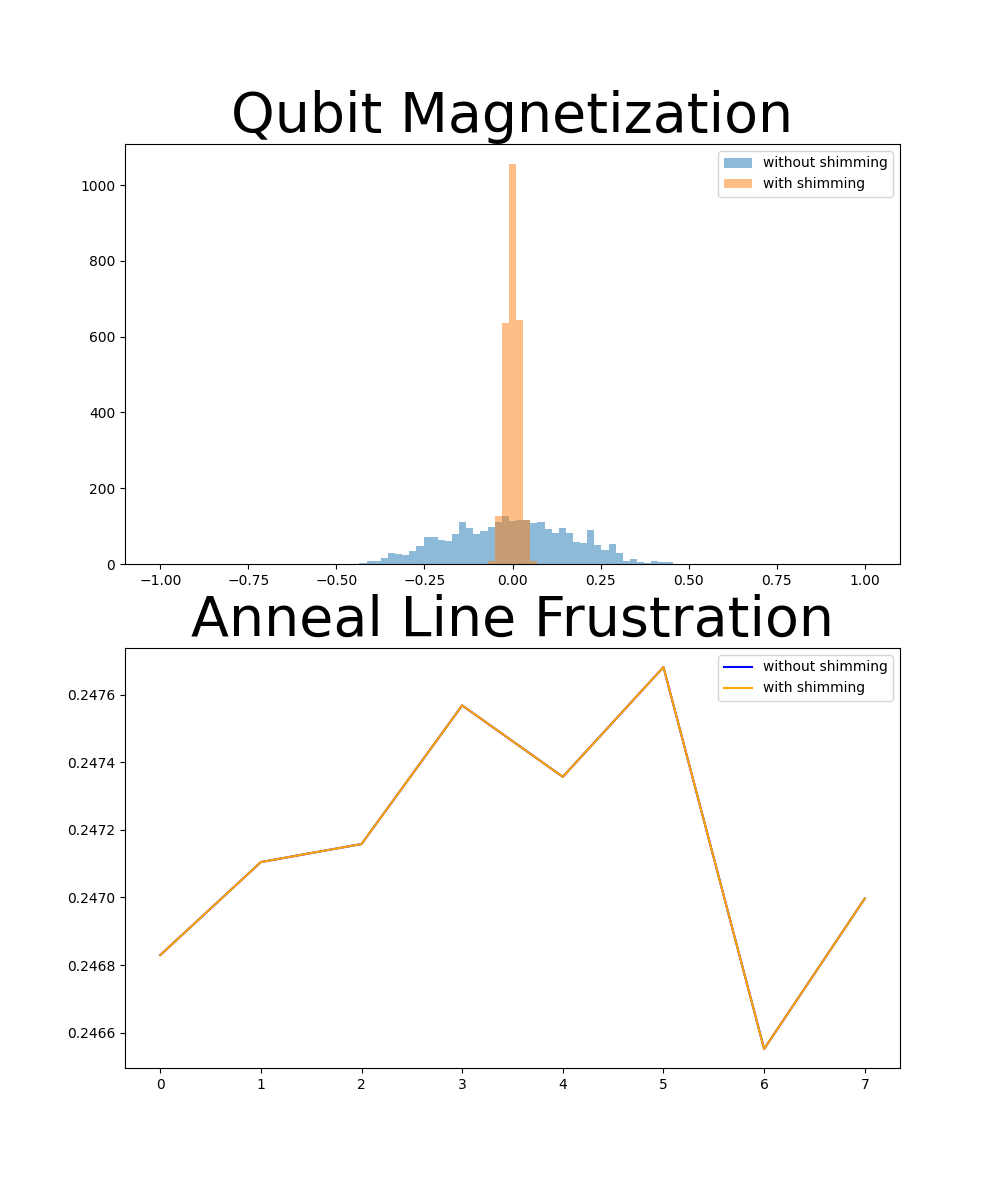 Qubit Magnetization
without shimming
with shimming
1000
800
600
400
200
0
−1.00 −0.75 −0.50 −0.25 0.00 0.25 0.50 0.75 1.00
Anneal Line Frustration
without shimming
with shimming
0.2476
0.2474
0.2472
0.2470
0.2468
0.2466
0 1 2 3 4 5 6 7